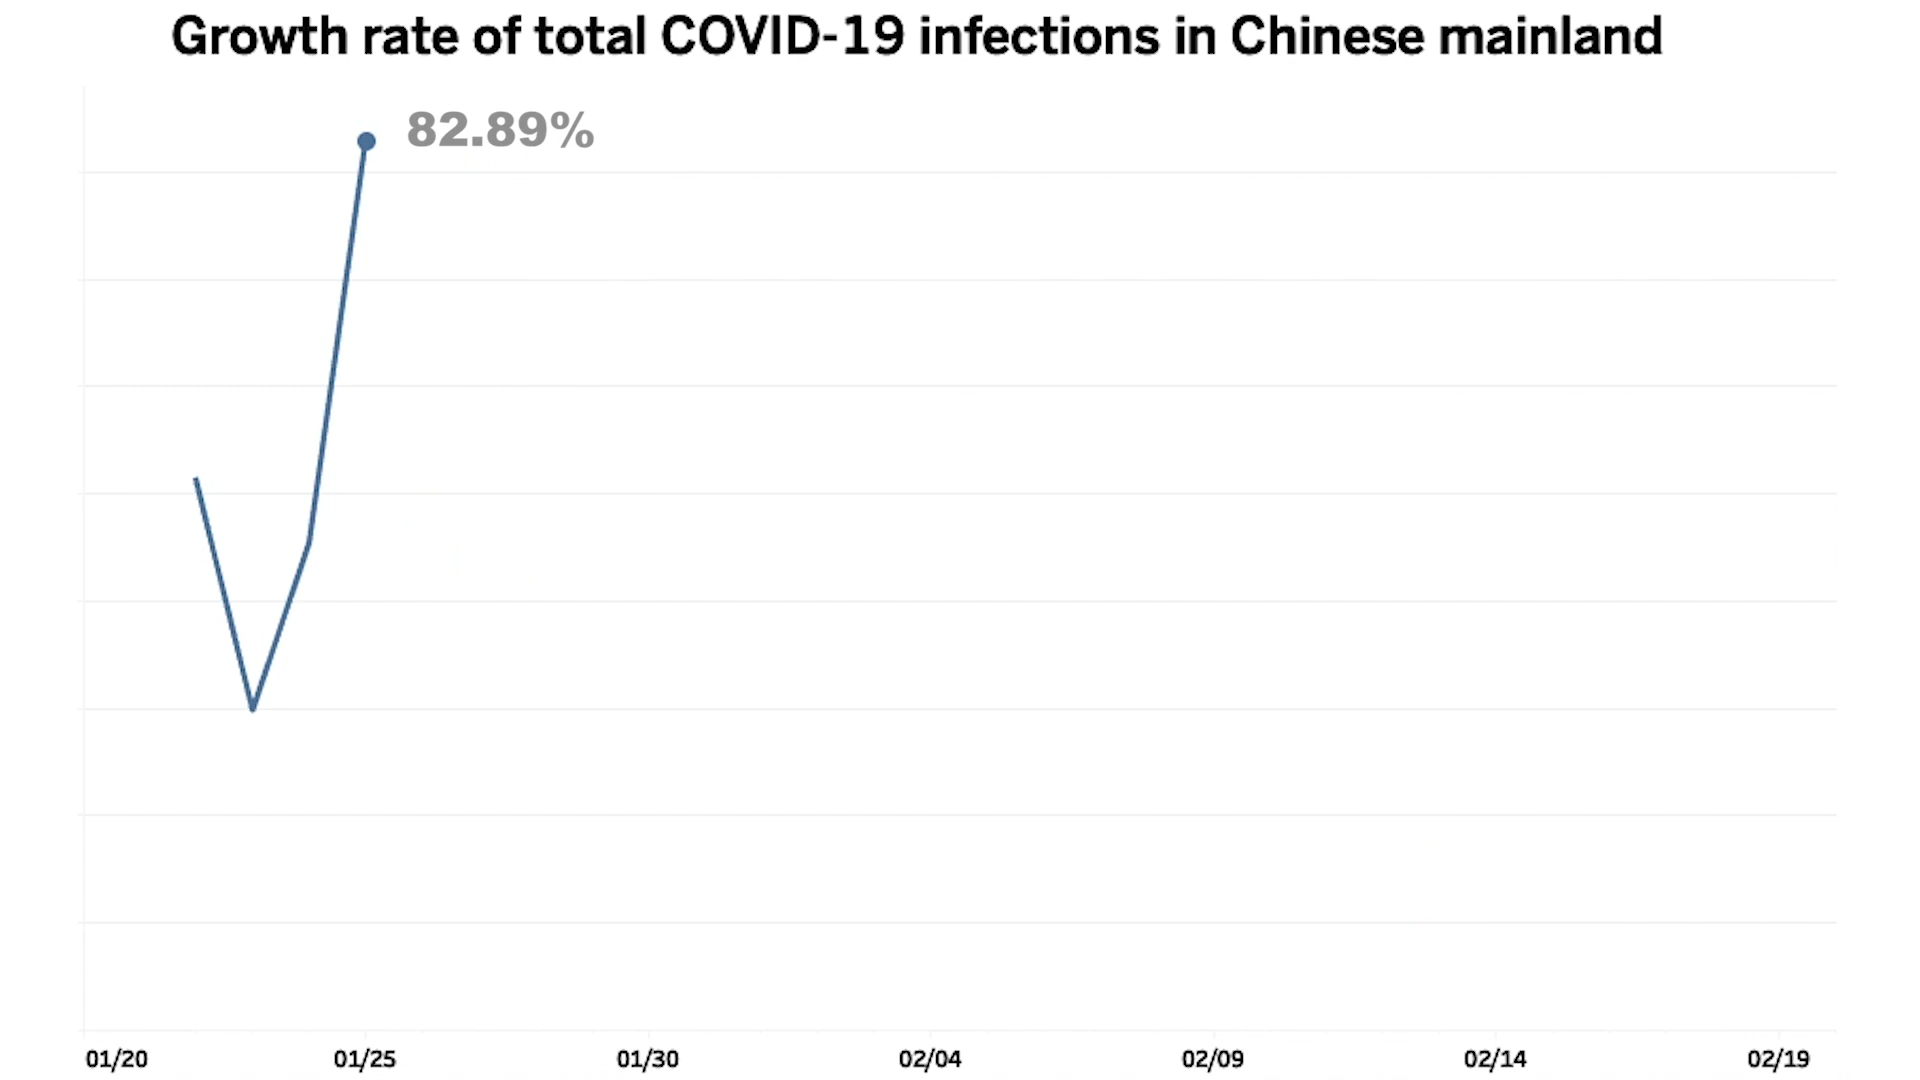 Growth rate of total COVID-19 infections in Chinese mainland
82.89%
01/20 01/25 01/30 02/04 02/09 02/14 02/19